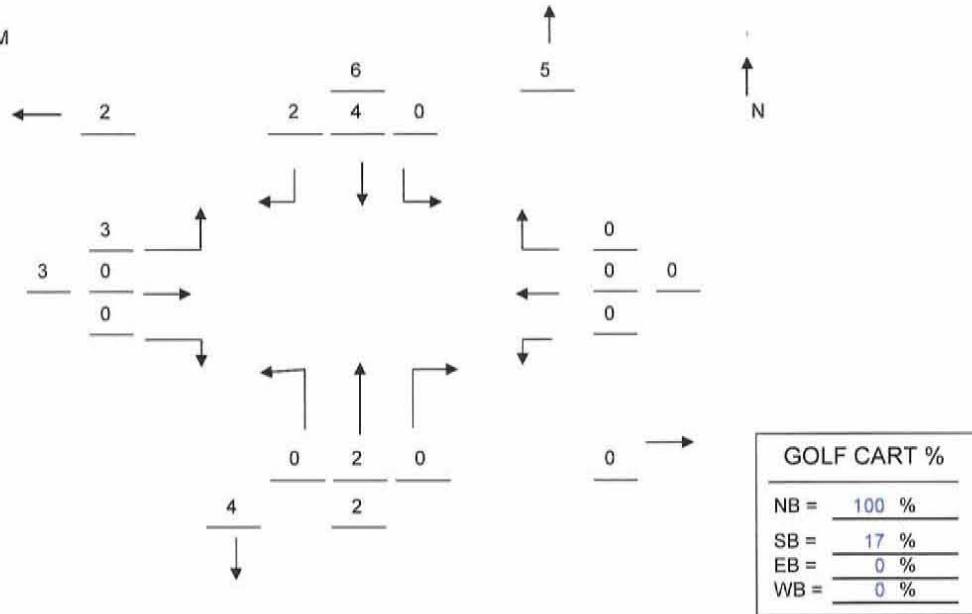 M
6
5
2
2 4 0
N
3
0
3 0
0 0
0
0
0 2 0
0
4
2
GOLF CART %
NB = 100 %
SB = 17 %
EB = 0 %
WB = 0 %